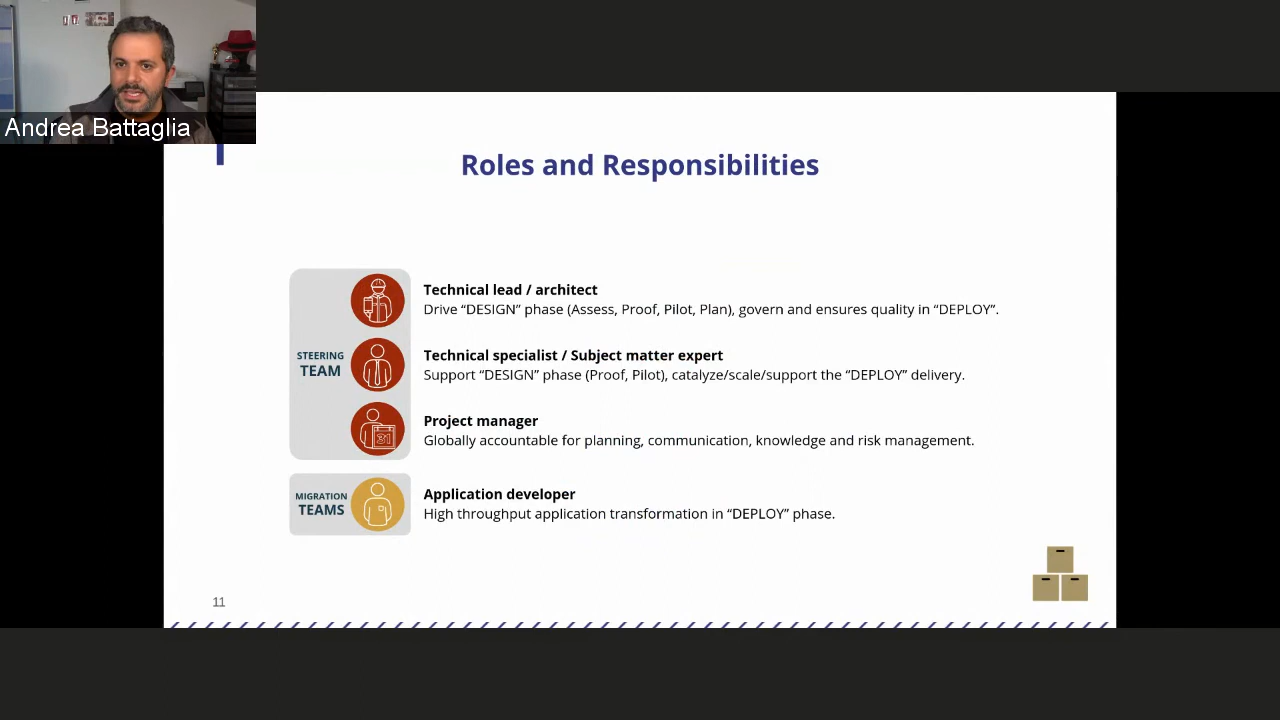 Andrea Battaglia
Roles and Responsibilities
STEERING
TEAM
Technical lead / architect
Drive “DESIGN” phase (Assess, Proof, Pilot, Plan), govern and ensures quality in “DEPLOY”.
Technical specialist / Subject matter expert
Support “DESIGN” phase (Proof, Pilot), catalyze/scale/support the “DEPLOY” delivery.
31
Project manager
Globally accountable for planning, communication, knowledge and risk management.
MIGRATION
TEAMS
Application developer
High throughput application transformation in “DEPLOY” phase.
11